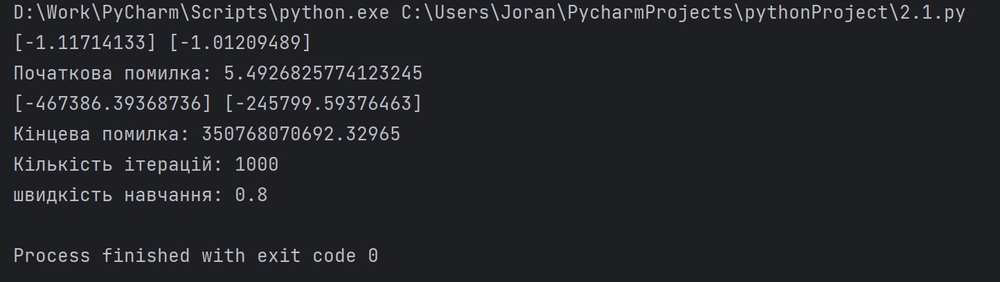 D:\Work\PyCharm\Scripts\python.exe C:\Users\Joran\PycharmProjects\pythonProject\2.1.py
[-1.11714133] [-1.01209489]
Початкова помилка: 5.4926825774123245
[-467386.39368736] [-245799.59376463]
Кінцева помилка: 350768070692.32965
Кількість ітерацій: 1000
швидкість навчання: 0.8
Process finished with exit code 0